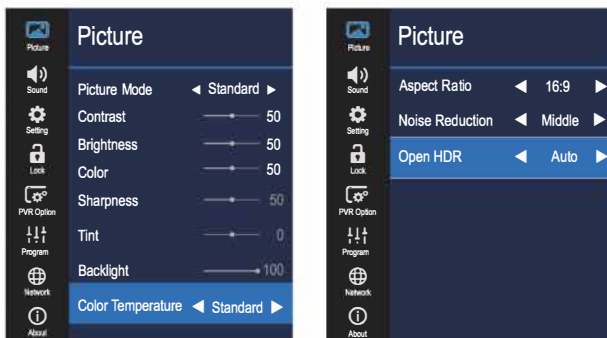 Picture
Picture
Sound
Setting
Lock
PVR Option
Program
Network
About
Picture Mode ◀ Standard ▶
Contrast 50
Brightness 50
Color 50
Sharpness 50
Tint 0
Backlight 100
Color Temperature ◀ Standard ▶
Picture
Picture
Sound
Setting
Lock
PVR Option
Program
Network
About
Aspect Ratio ◀ 16:9 ▶
Noise Reduction ◀ Middle ▶
Open HDR ◀ Auto ▶